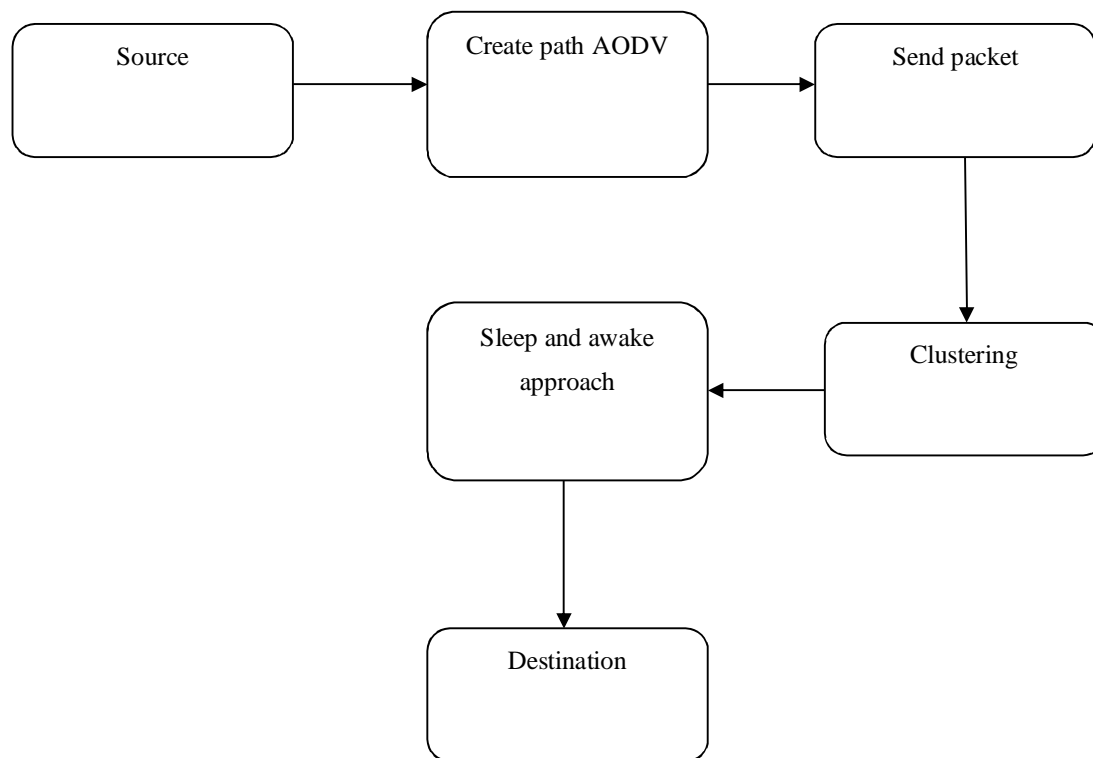 Source
Create path AODV
Send packet
Clustering
Sleep and awake
approach
Destination